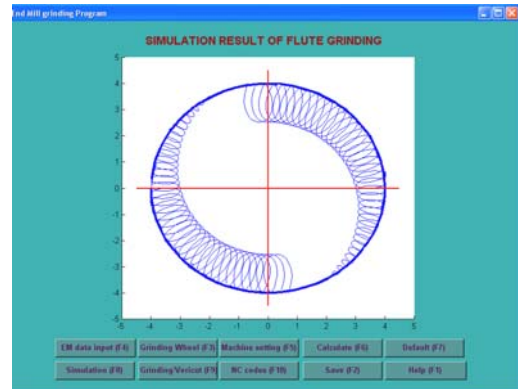 End Mill grinding Program
SIMULATION RESULT OF FLUTE GRINDING
5
4
3
2
1
0
-1
-2
-3
-4
-5
-5 -4 -3 -2 -1 0 1 2 3 4 5
EM data input (F4) Grinding Wheel (F3) Machine setting (F5) Calculate (F6) Default (F7)
Simulation (F8) Grinding/Vericut (F9 NC codes (F10) Save (F2) Help (F1)